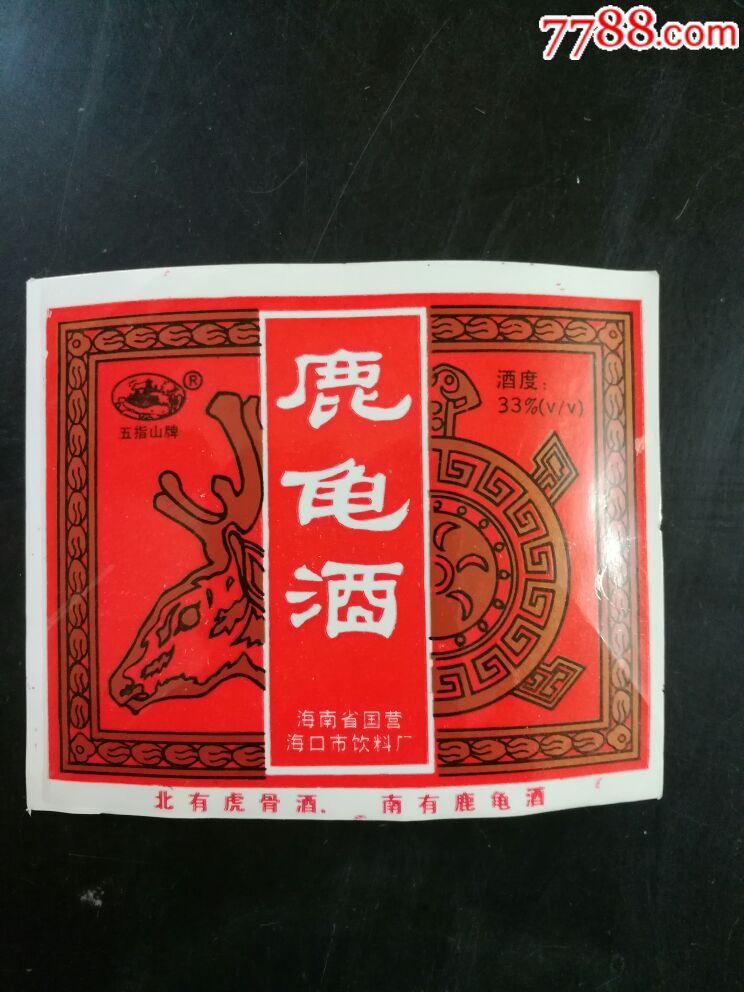 7788.com
®
五指山牌
鹿龟酒
酒度：
33%(v/v)
海南省国营
海口市饮料厂
北有虎骨酒. 南有鹿龟酒